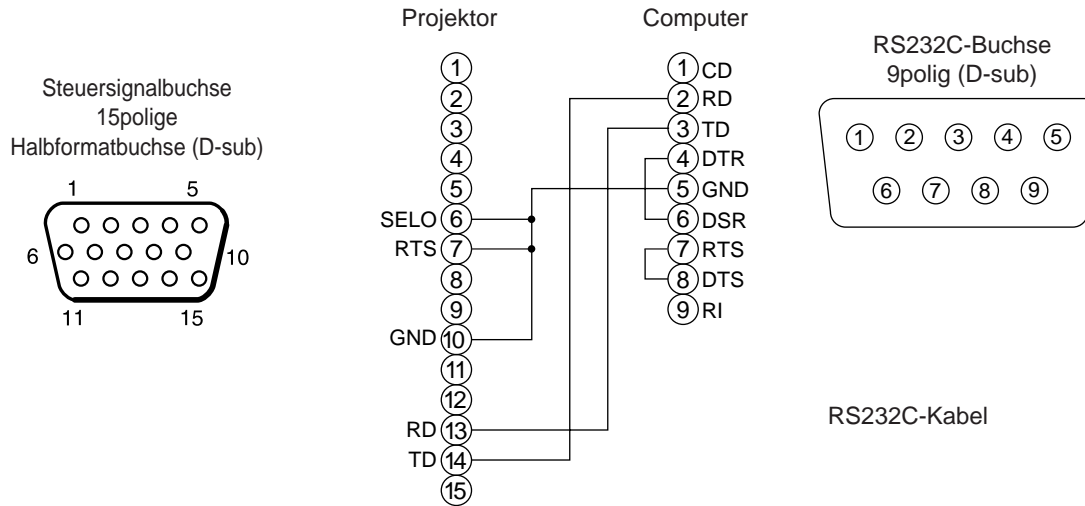 Projektor
Computer
Steuersignalbuchse
15polige
Halbformatbuchse (D-sub)
1 5
6 10
11 15
1
2
3
4
5
SELO 6
RTS 7
8
9
GND 10
11
12
RD 13
TD 14
15
1 CD
2 RD
3 TD
4 DTR
5 GND
6 DSR
7 RTS
8 DTS
9 RI
RS232C-Buchse
9polig (D-sub)
1 2 3 4 5
6 7 8 9
RS232C-Kabel